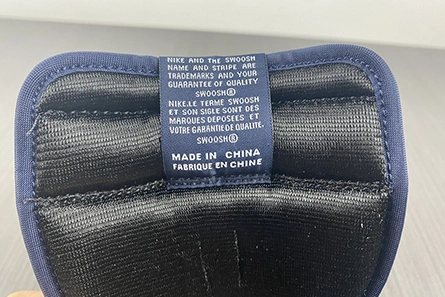 NIKE AND THE SWOOSH
NAME AND STRIPE ARE
TRADEMARKS AND YOUR
GUARANTEE OF QUALITY
SWOOSH®
NIKE.LE TERME SWOOSH
ET SON SIGLE SONT DES
MARQUES DEPOSEES ET
VOTRE GARANTIE DE QUALITE.
SWOOSH®
MADE IN CHINA
FABRIQUE EN CHINE